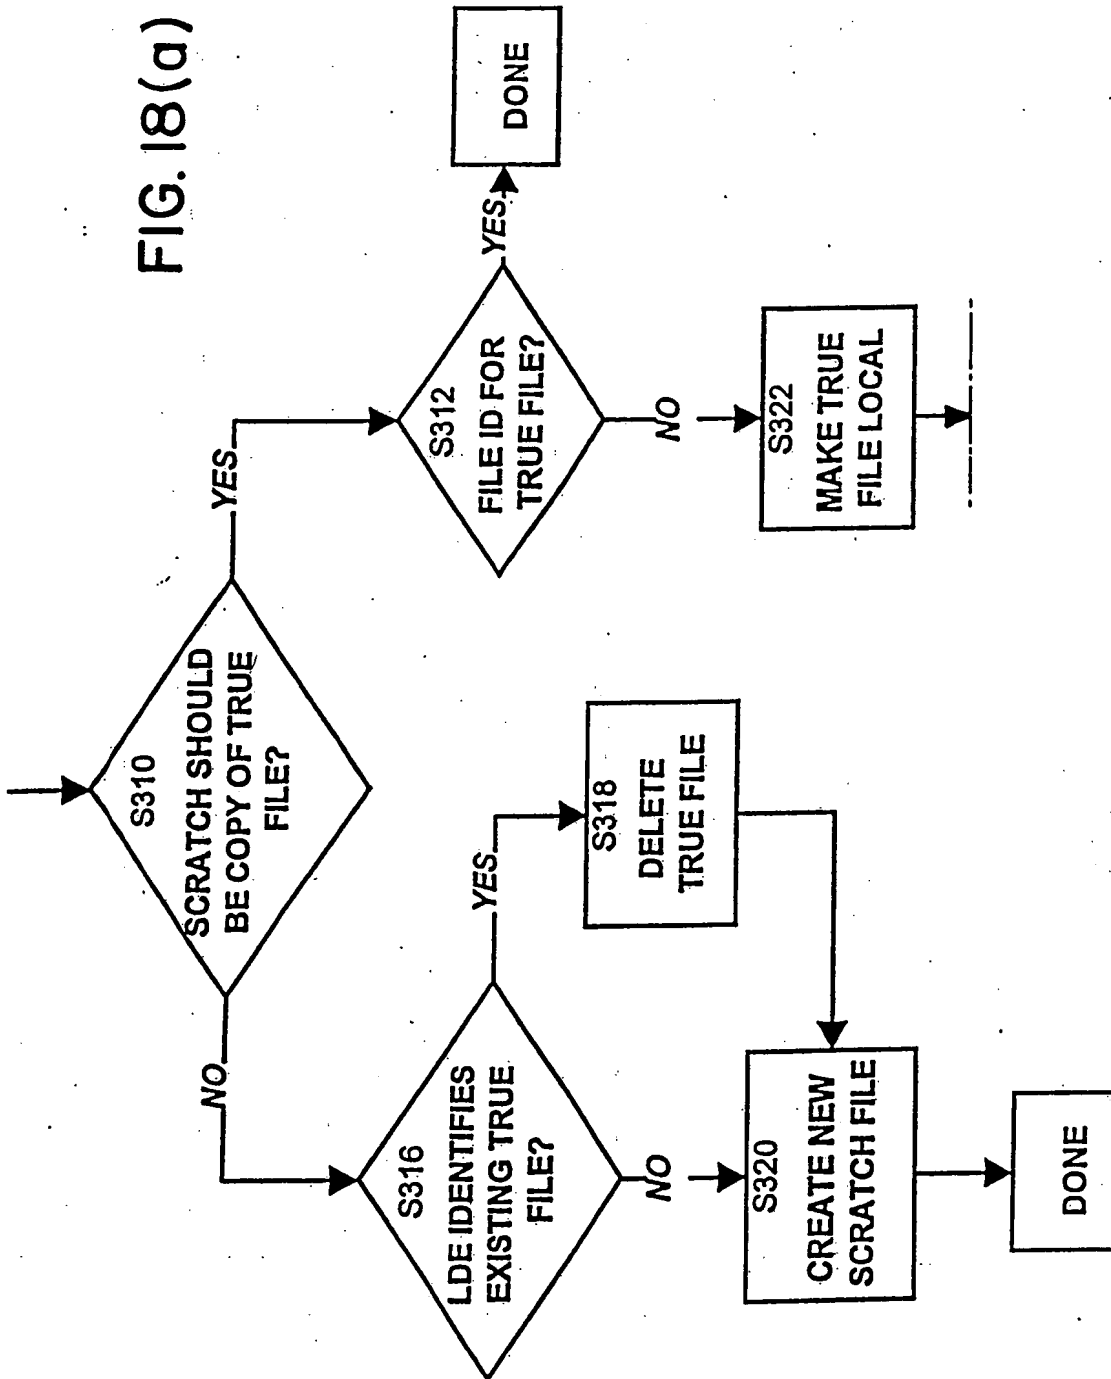 FIG. 18(a)
S310
SCRATCH SHOULD
BE COPY OF TRUE
FILE?
YES
NO
S312
FILE ID FOR
TRUE FILE?
YES
DONE
NO
S322
MAKE TRUE
FILE LOCAL
S316
LDE IDENTIFIES
EXISTING TRUE
FILE?
YES
S318
DELETE
TRUE FILE
NO
S320
CREATE NEW
SCRATCH FILE
DONE